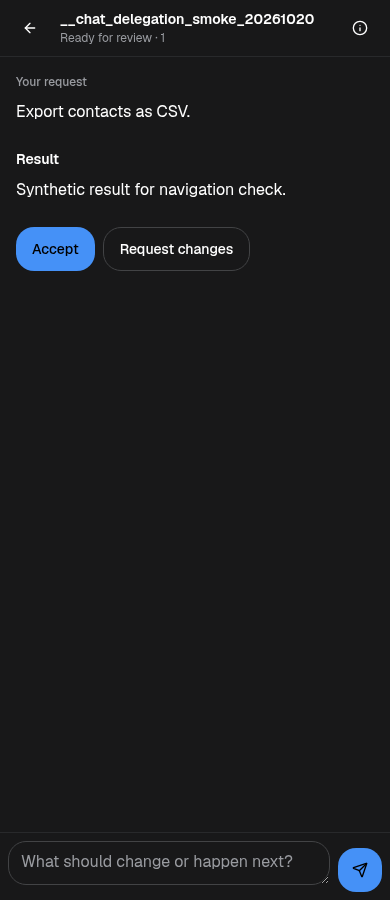 __chat_delegation_smoke_20261020
Ready for review · 1
Your request
Export contacts as CSV.
Result
Synthetic result for navigation check.
Accept
Request changes
What should change or happen next?